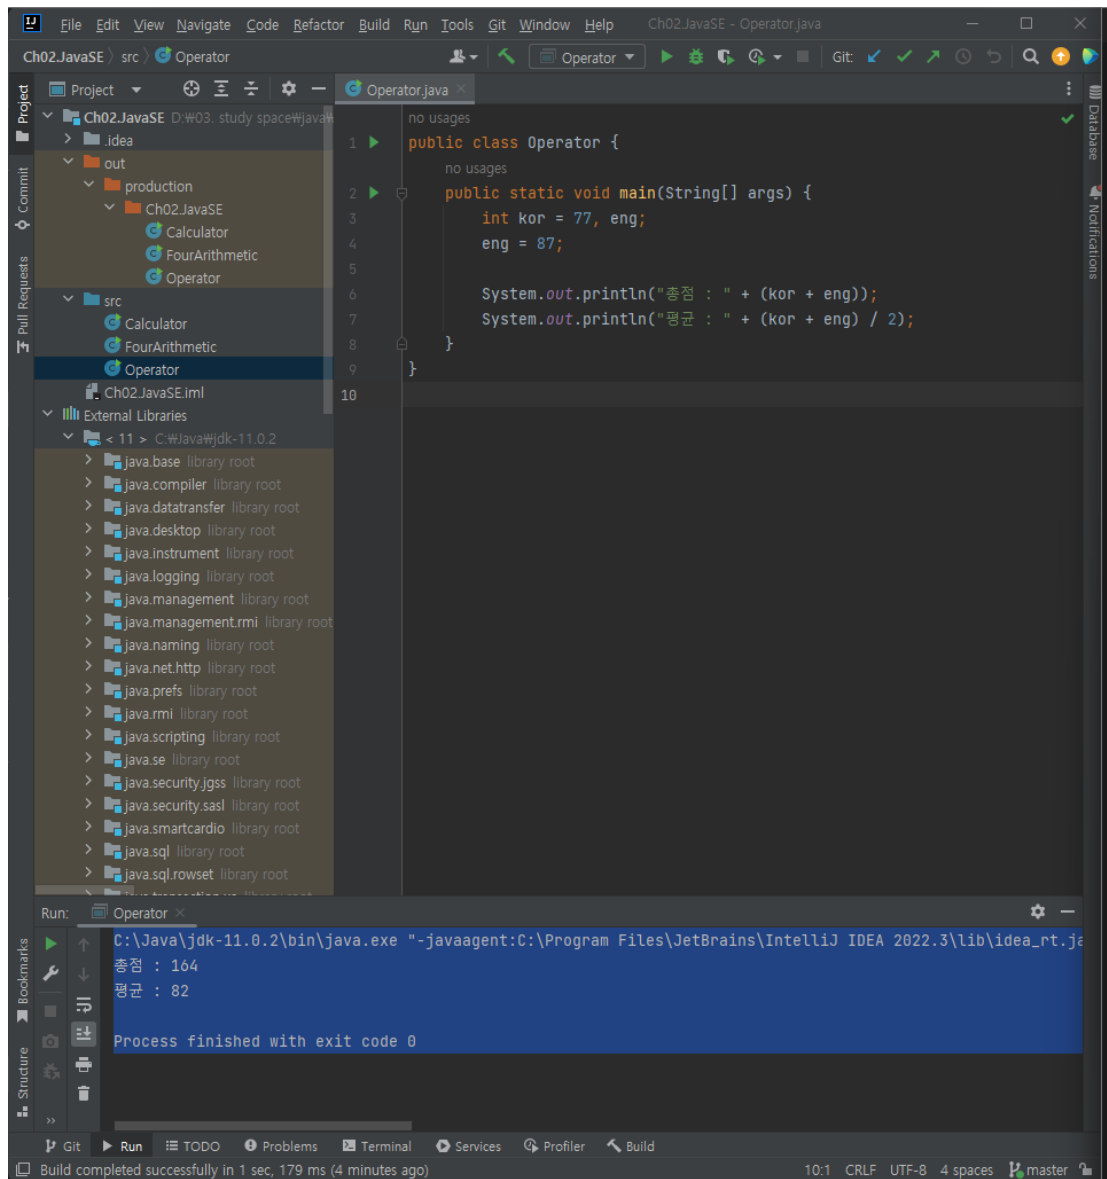 File Edit View Navigate Code Refactor Build Run Tools Git Window Help Ch02.JavaSE - Operator.java
Ch02.JavaSE src Operator Operator Git:
Project
Operator.java
Ch02.JavaSE D:₩03. study space₩java₩
.idea
out
production
Ch02.JavaSE
Calculator
FourArithmetic
Operator
src
Calculator
FourArithmetic
Operator
Ch02.JavaSE.iml
External Libraries
< 11 > C:₩Java₩jdk-11.0.2
java.base library root
java.compiler library root
java.datatransfer library root
java.desktop library root
java.instrument library root
java.logging library root
java.management library root
java.management.rmi library root
java.naming library root
java.net.http library root
java.prefs library root
java.rmi library root
java.scripting library root
java.se library root
java.security.jgss library root
java.security.sasl library root
java.smartcardio library root
java.sql library root
java.sql.rowset library root
no usages
1 public class Operator {
no usages
2 public static void main(String[] args) {
3 int kor = 77, eng;
4 eng = 87;
5
6 System.out.println("총점 : " + (kor + eng));
7 System.out.println("평균 : " + (kor + eng) / 2);
8 }
9 }
10
Project
Commit
Pull Requests
Bookmarks
Structure
Database
Notifications
Run: Operator
C:\Java\jdk-11.0.2\bin\java.exe "-javaagent:C:\Program Files\JetBrains\IntelliJ IDEA 2022.3\lib\idea_rt.ja
총점 : 164
평균 : 82
Process finished with exit code 0
Git Run TODO Problems Terminal Services Profiler Build
Build completed successfully in 1 sec, 179 ms (4 minutes ago) 10:1 CRLF UTF-8 4 spaces master